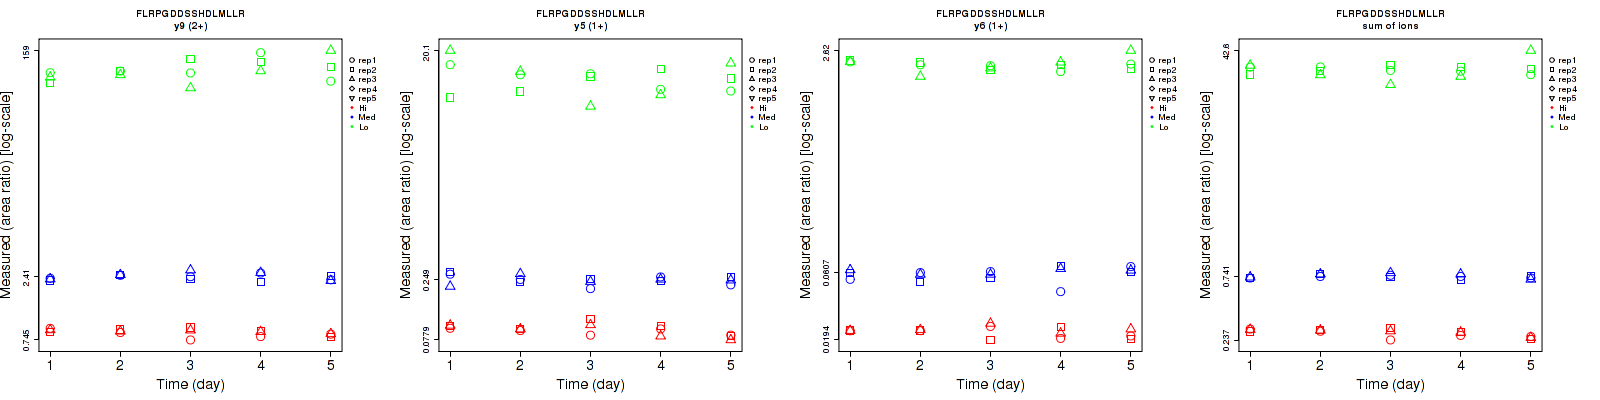 FLRPGDDSSHDLMLLR
y9 (2+)
Measured (area ratio) [log-scale]
159
2.41
0.745
1 2 3 4 5
Time (day)
rep1
rep2
rep3
rep4
rep5
Hi
Med
Lo
FLRPGDDSSHDLMLLR
y5 (1+)
Measured (area ratio) [log-scale]
20.1
0.249
0.0779
1 2 3 4 5
Time (day)
rep1
rep2
rep3
rep4
rep5
Hi
Med
Lo
FLRPGDDSSHDLMLLR
y6 (1+)
Measured (area ratio) [log-scale]
2.62
0.0607
0.0194
1 2 3 4 5
Time (day)
rep1
rep2
rep3
rep4
rep5
Hi
Med
Lo
FLRPGDDSSHDLMLLR
sum of ions
Measured (area ratio) [log-scale]
42.6
0.741
0.237
1 2 3 4 5
Time (day)
rep1
rep2
rep3
rep4
rep5
Hi
Med
Lo